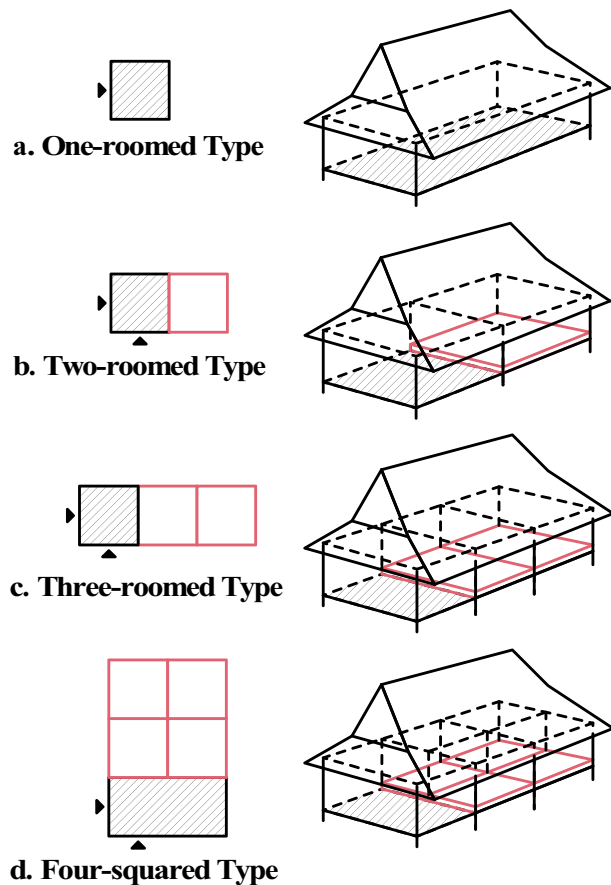 a. One-roomed Type
b. Two-roomed Type
c. Three-roomed Type
d. Four-squared Type